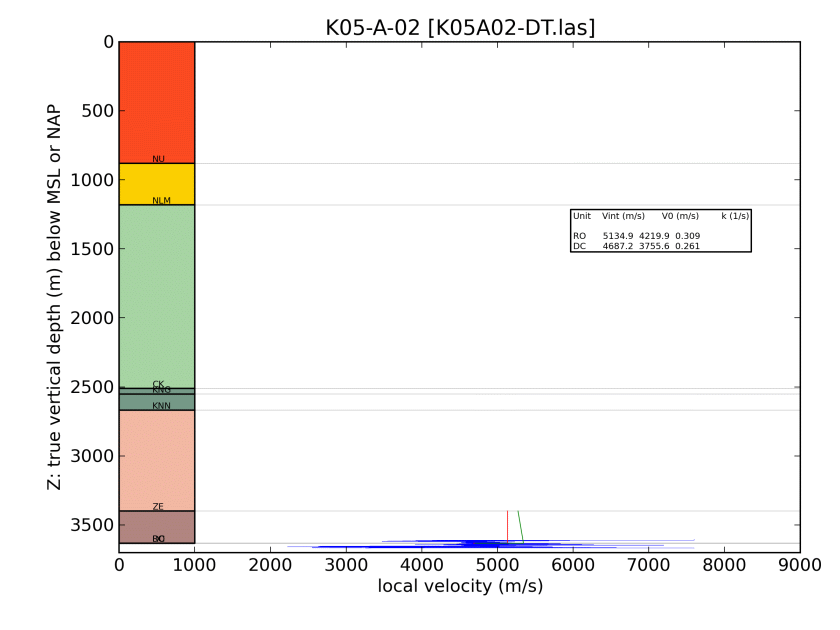 K05-A-02 [K05A02-DT.las]
Z: true vertical depth (m) below MSL or NAP
0
500
1000
1500
2000
2500
3000
3500
NU
NLM
CK
KNG
KNN
ZE
Unit Vint (m/s) V0 (m/s) k (1/s)
RO 5134.9 4219.9 0.309
DC 4687.2 3755.6 0.261
0 1000 2000 3000 4000 5000 6000 7000 8000 9000
local velocity (m/s)